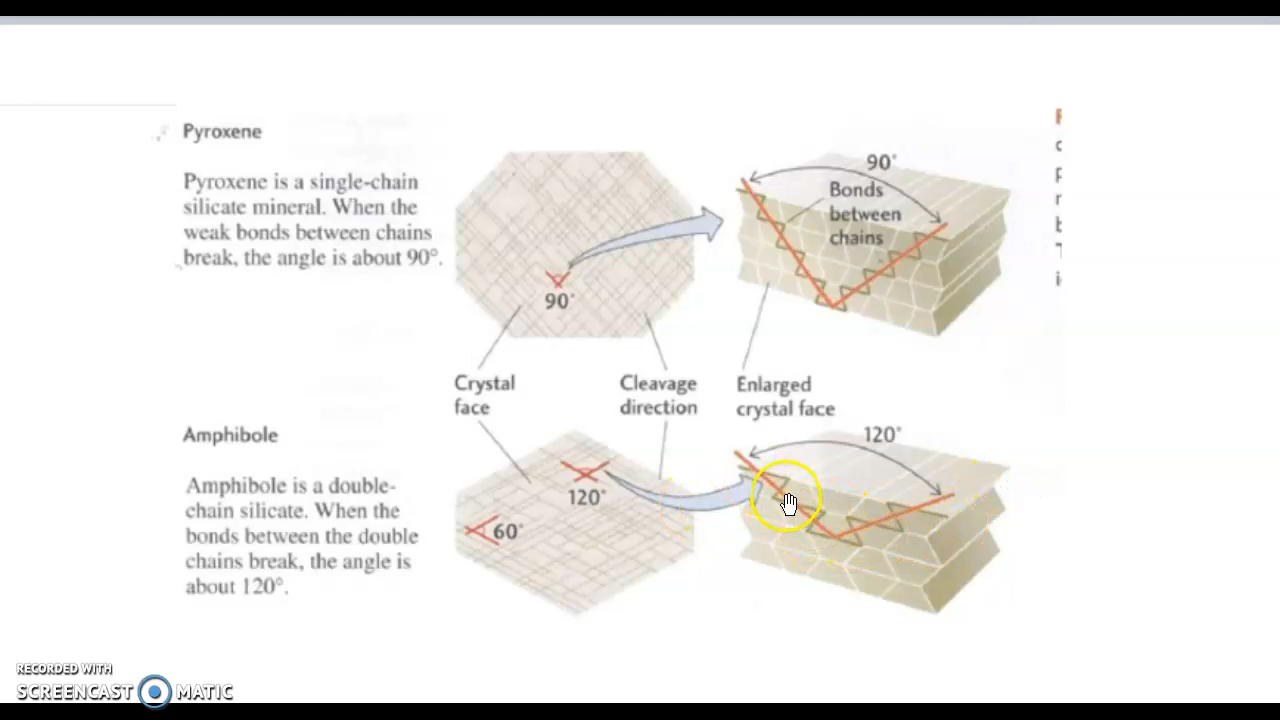 Pyroxene
Pyroxene is a single-chain
silicate mineral. When the
weak bonds between chains
break, the angle is about 90°.
90°
90°
Bonds
between
chains
Crystal
face
Cleavage
direction
Enlarged
crystal face
Amphibole
Amphibole is a double-
chain silicate. When the
bonds between the double
chains break, the angle is
about 120°.
120°
60°
120°
RECORDED WITH
SCREENCAST MATIC